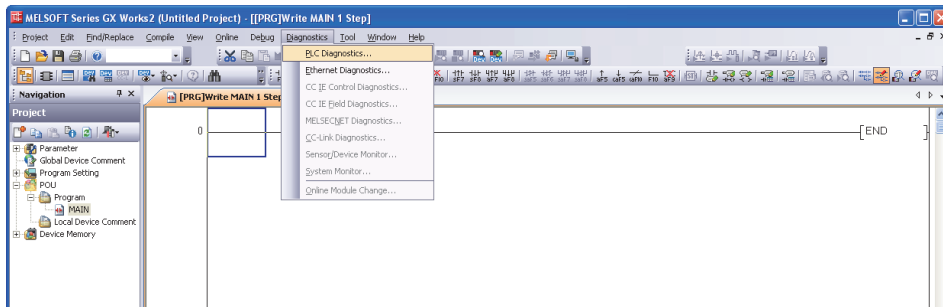 MELSOFT Series GX Works2 (Untitled Project) - [[PRG]Write MAIN 1 Step]
Project Edit Find/Replace Compile View Online Debug Diagnostics Tool Window Help
PLC Diagnostics...
Ethernet Diagnostics...
CC IE Control Diagnostics...
CC IE Field Diagnostics...
MELSECNET Diagnostics...
CC-Link Diagnostics...
Sensor/Device Monitor...
System Monitor...
Online Module Change...
Navigation
[PRG]Write MAIN 1 Step
Project
0
END
Parameter
Global Device Comment
Program Setting
POU
Program
MAIN
Local Device Comment
Device Memory